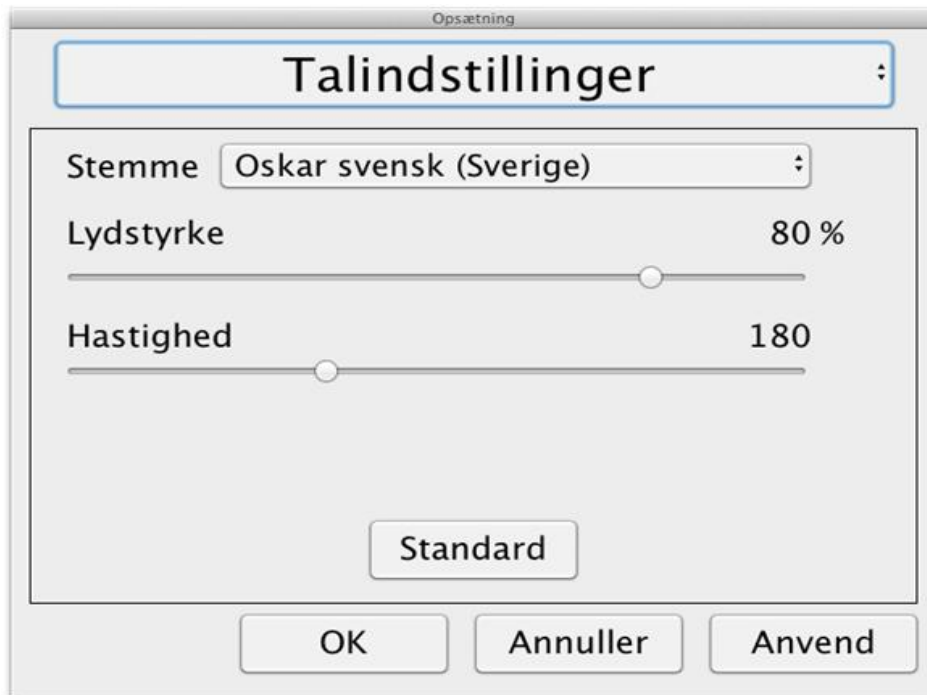 Opsætning
Talindstillinger
Stemme Oskar svensk (Sverige)
Lydstyrke 80 %
Hastighed 180
Standard
OK Annuller Anvend